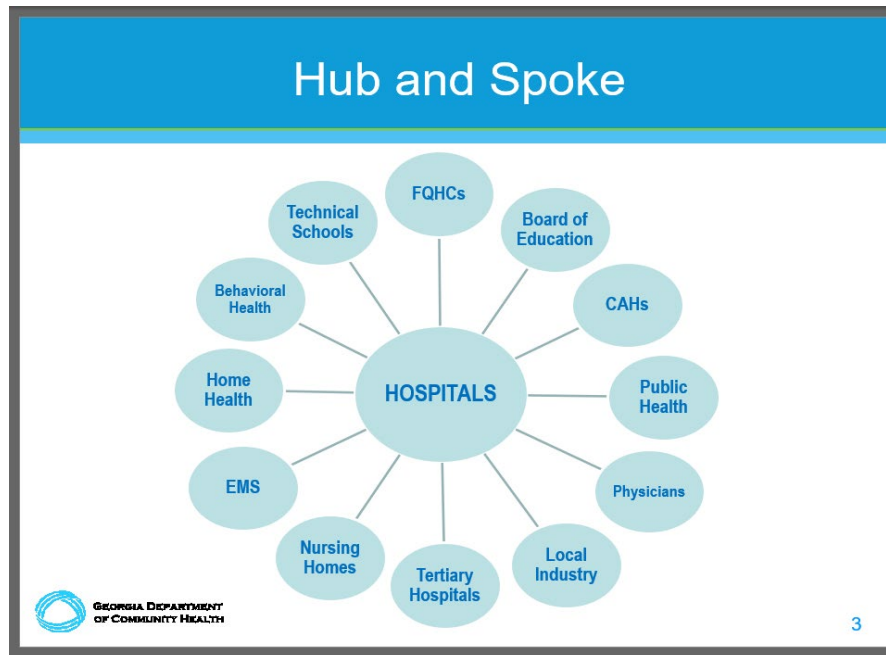 Hub and Spoke
FQHCs
Board of
Education
CAHs
Public
Health
Physicians
Local
Industry
Tertiary
Hospitals
Nursing
Homes
EMS
Home
Health
Behavioral
Health
Technical
Schools
HOSPITALS
GEORGIA DEPARTMENT
OF COMMUNITY HEALTH
3